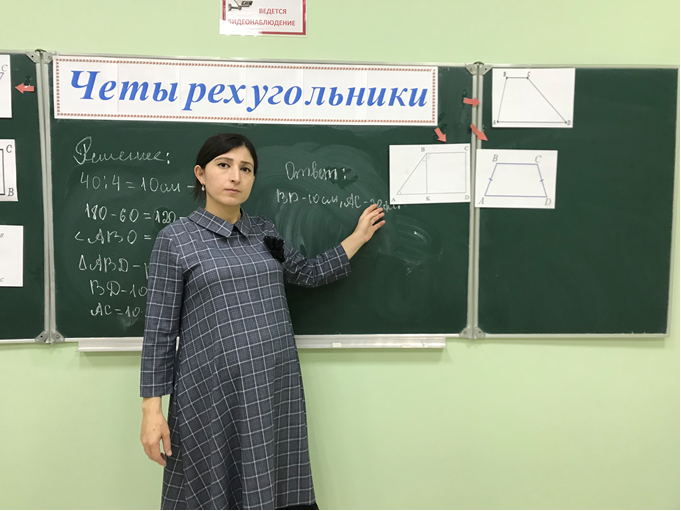 ВЕДЕТСЯ
ВИДЕОНАБЛЮДЕНИЕ
Четырехугольники
Решение:
40:4=10см
180-60=120
<ABO=
ΔABD-
BD-10
AC=10
Ответ:
BD-10см, AC-
C
B
B C
A K D
B C
A D